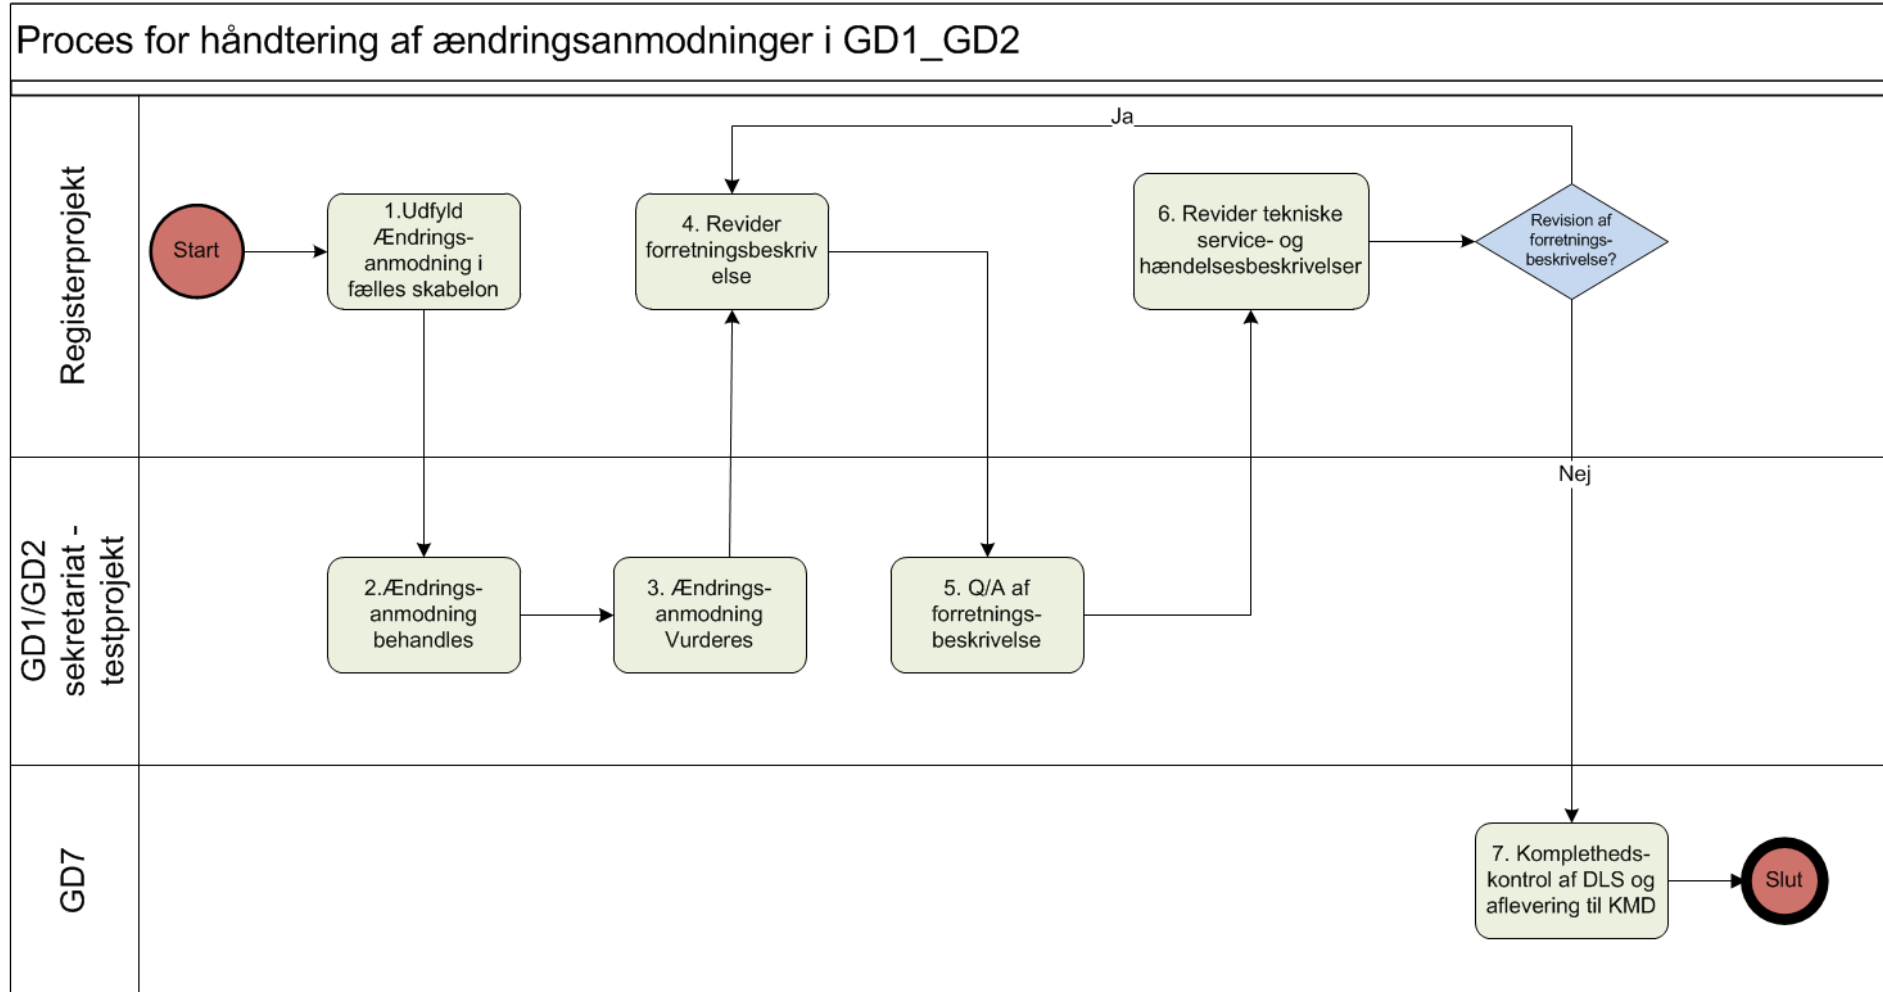 Proces for håndtering af ændringsanmodninger i GD1_GD2
Registerprojekt
Start
1.Udfyld
Ændrings-
anmodning i
fælles skabelon
4. Revider
forretningsbeskriv
else
Ja
6. Revider tekniske
service- og
hændelsesbeskrivelser
Revision af
forretnings-
beskrivelse?
GD1/GD2
sekretariat -
testprojekt
2.Ændrings-
anmodning
behandles
3. Ændrings-
anmodning
Vurderes
5. Q/A af
forretnings-
beskrivelse
Nej
GD7
7. Kompletheds-
kontrol af DLS og
aflevering til KMD
Slut